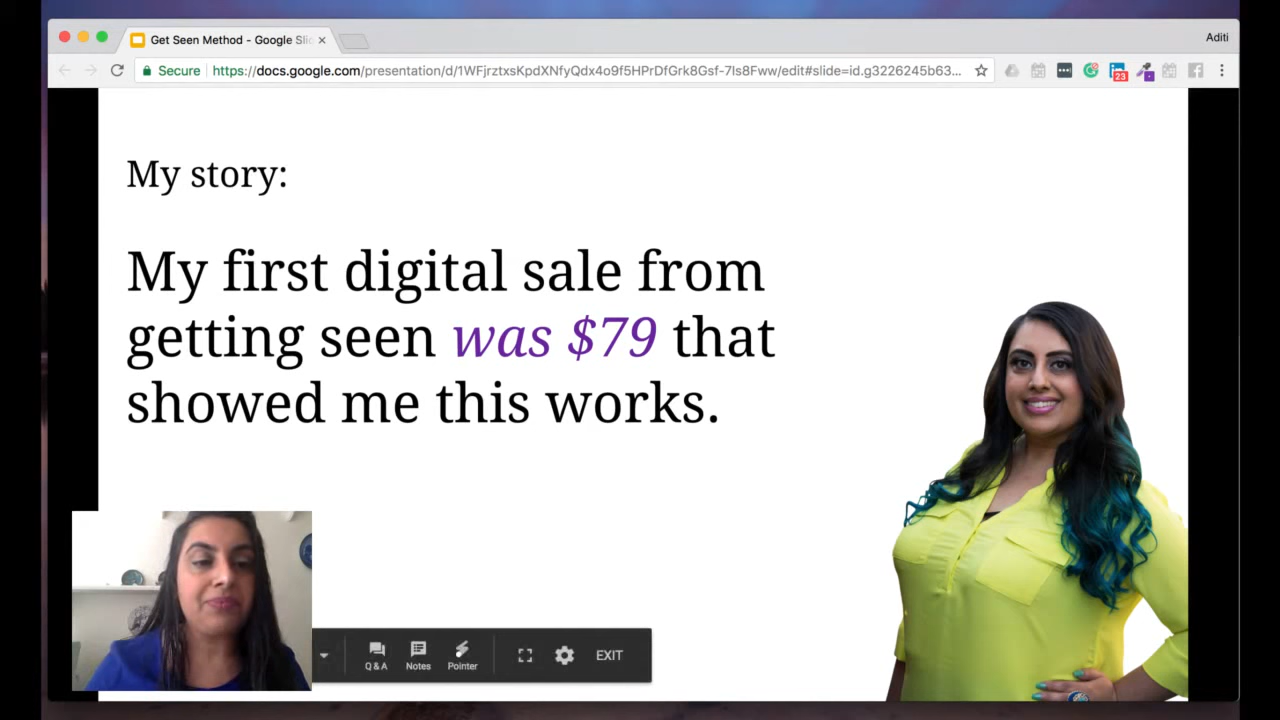 Get Seen Method - Google Sli
Aditi
Secure
https://docs.google.com/presentation/d/1WFjrztxsKpdXNfyQdx4o9f5HPrDfGrk8Gsf-7ls8Fww/edit#slide=id.g3226245b63...
23
My story:
My first digital sale from
getting seen was $79 that
showed me this works.
Q & A
Notes
Pointer
EXIT